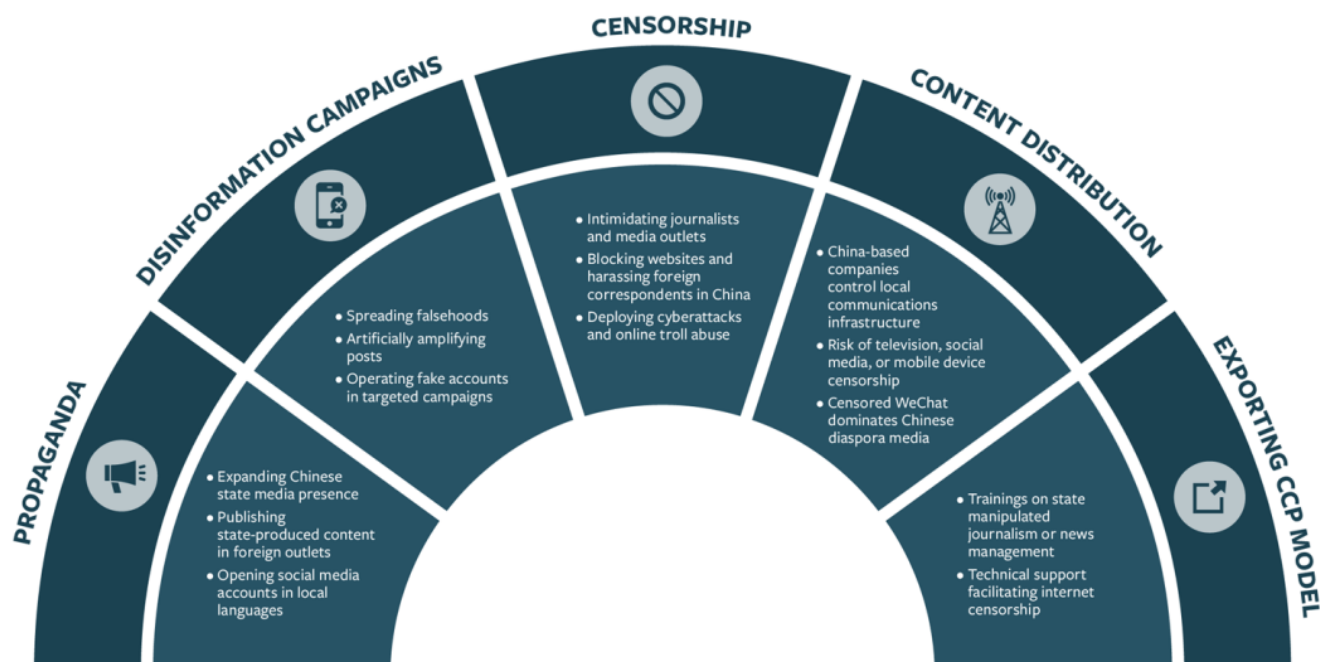 PROPAGANDA
• Expanding Chinese
state media presence
• Publishing
state-produced content
in foreign outlets
• Opening social media
accounts in local
languages
DISINFORMATION CAMPAIGNS
• Spreading falsehoods
• Artificially amplifying
posts
• Operating fake accounts
in targeted campaigns
CENSORSHIP
• Intimidating journalists
and media outlets
• Blocking websites and
harassing foreign
correspondents in China
• Deploying cyberattacks
and online troll abuse
CONTENT DISTRIBUTION
• China-based
companies
control local
communications
infrastructure
• Risk of television, social
media, or mobile device
censorship
• Censored WeChat
dominates Chinese
diaspora media
EXPORTING CCP MODEL
• Trainings on state
manipulated
journalism or news
management
• Technical support
facilitating internet
censorship